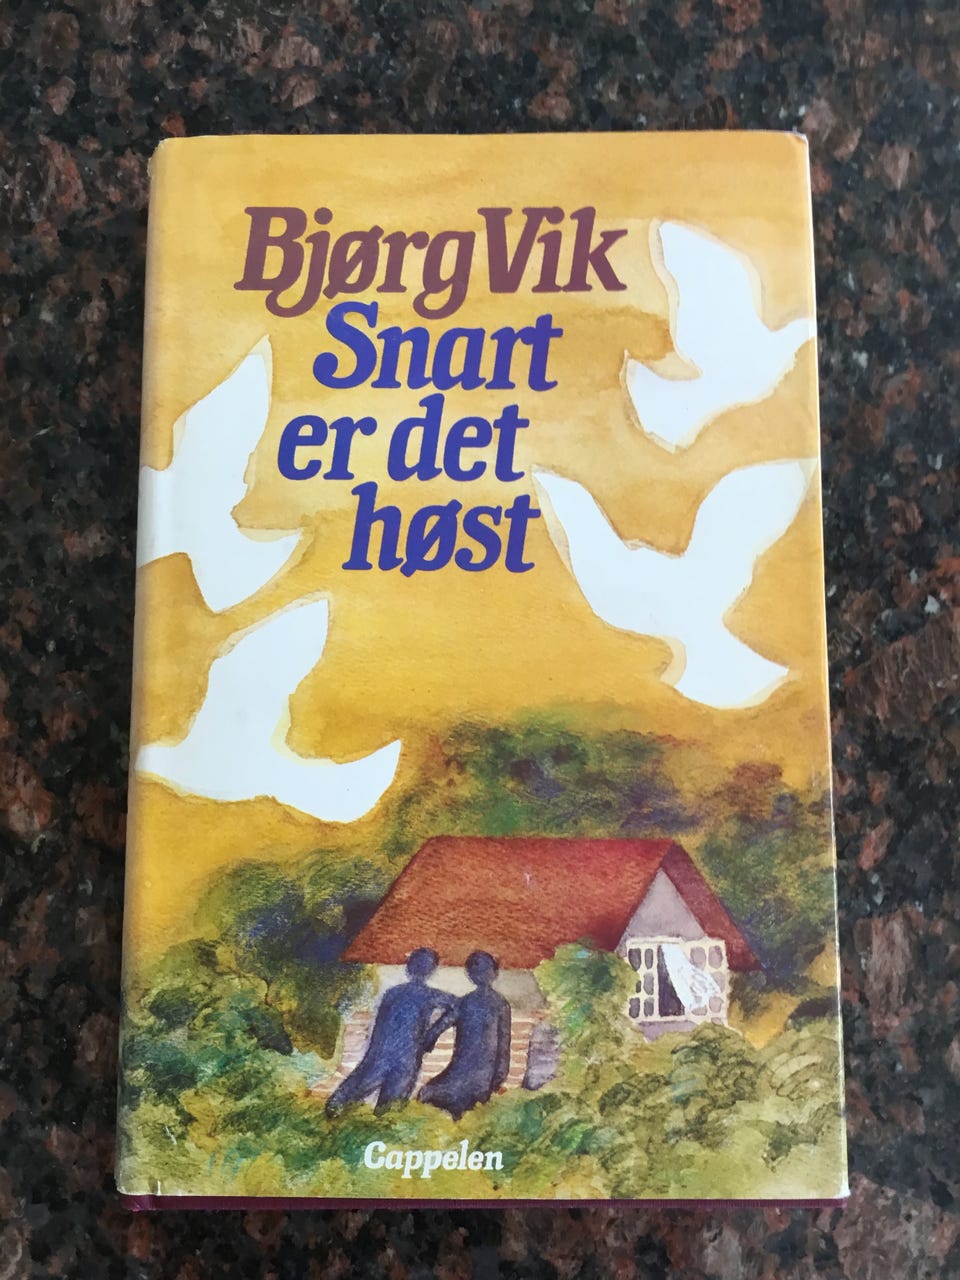 Bjørg Vik
Snart
er det
høst
Cappelen